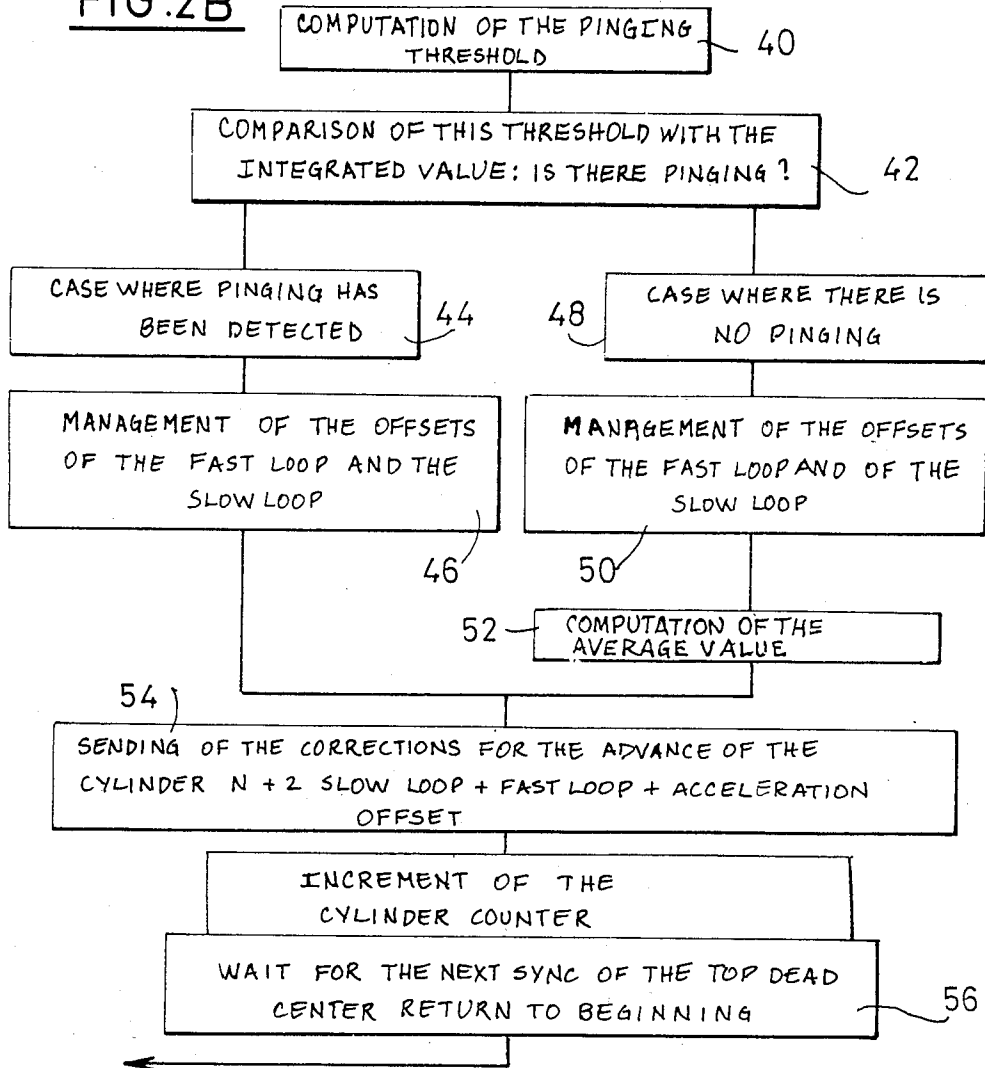 FIG.2B
COMPUTATION OF THE PINGING
THRESHOLD
40
COMPARISON OF THIS THRESHOLD WITH THE
INTEGRATED VALUE: IS THERE PINGING?
42
CASE WHERE PINGING HAS
BEEN DETECTED
44
48
CASE WHERE THERE IS
NO PINGING
MANAGEMENT OF THE OFFSETS
OF THE FAST LOOP AND THE
SLOW LOOP
46
MANAGEMENT OF THE OFFSETS
OF THE FAST LOOP AND OF THE
SLOW LOOP
50
52
COMPUTATION OF THE
AVERAGE VALUE
54
SENDING OF THE CORRECTIONS FOR THE ADVANCE OF THE
CYLINDER N + 2 SLOW LOOP + FAST LOOP + ACCELERATION
OFFSET
INCREMENT OF THE
CYLINDER COUNTER
WAIT FOR THE NEXT SYNC OF THE TOP DEAD
CENTER RETURN TO BEGINNING
56